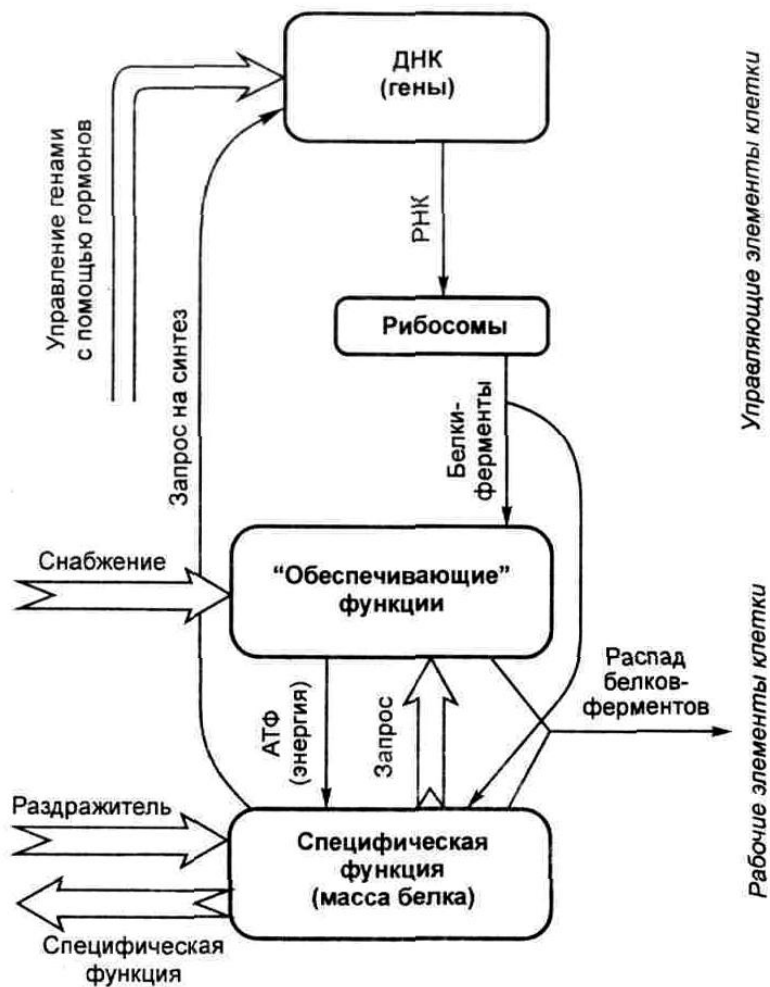 ДНК
(гены)
Управление генами
с помощью гормонов
РНК
Управляющие элементы клетки
Рибосомы
Запрос на синтез
Белки-
ферменты
Снабжение
“Обеспечивающие”
функции
АТФ
(энергия)
Запрос
Распад
белков-
ферментов
Рабочие элементы клетки
Раздражитель
Специфическая
функция
(масса белка)
Специфическая
функция